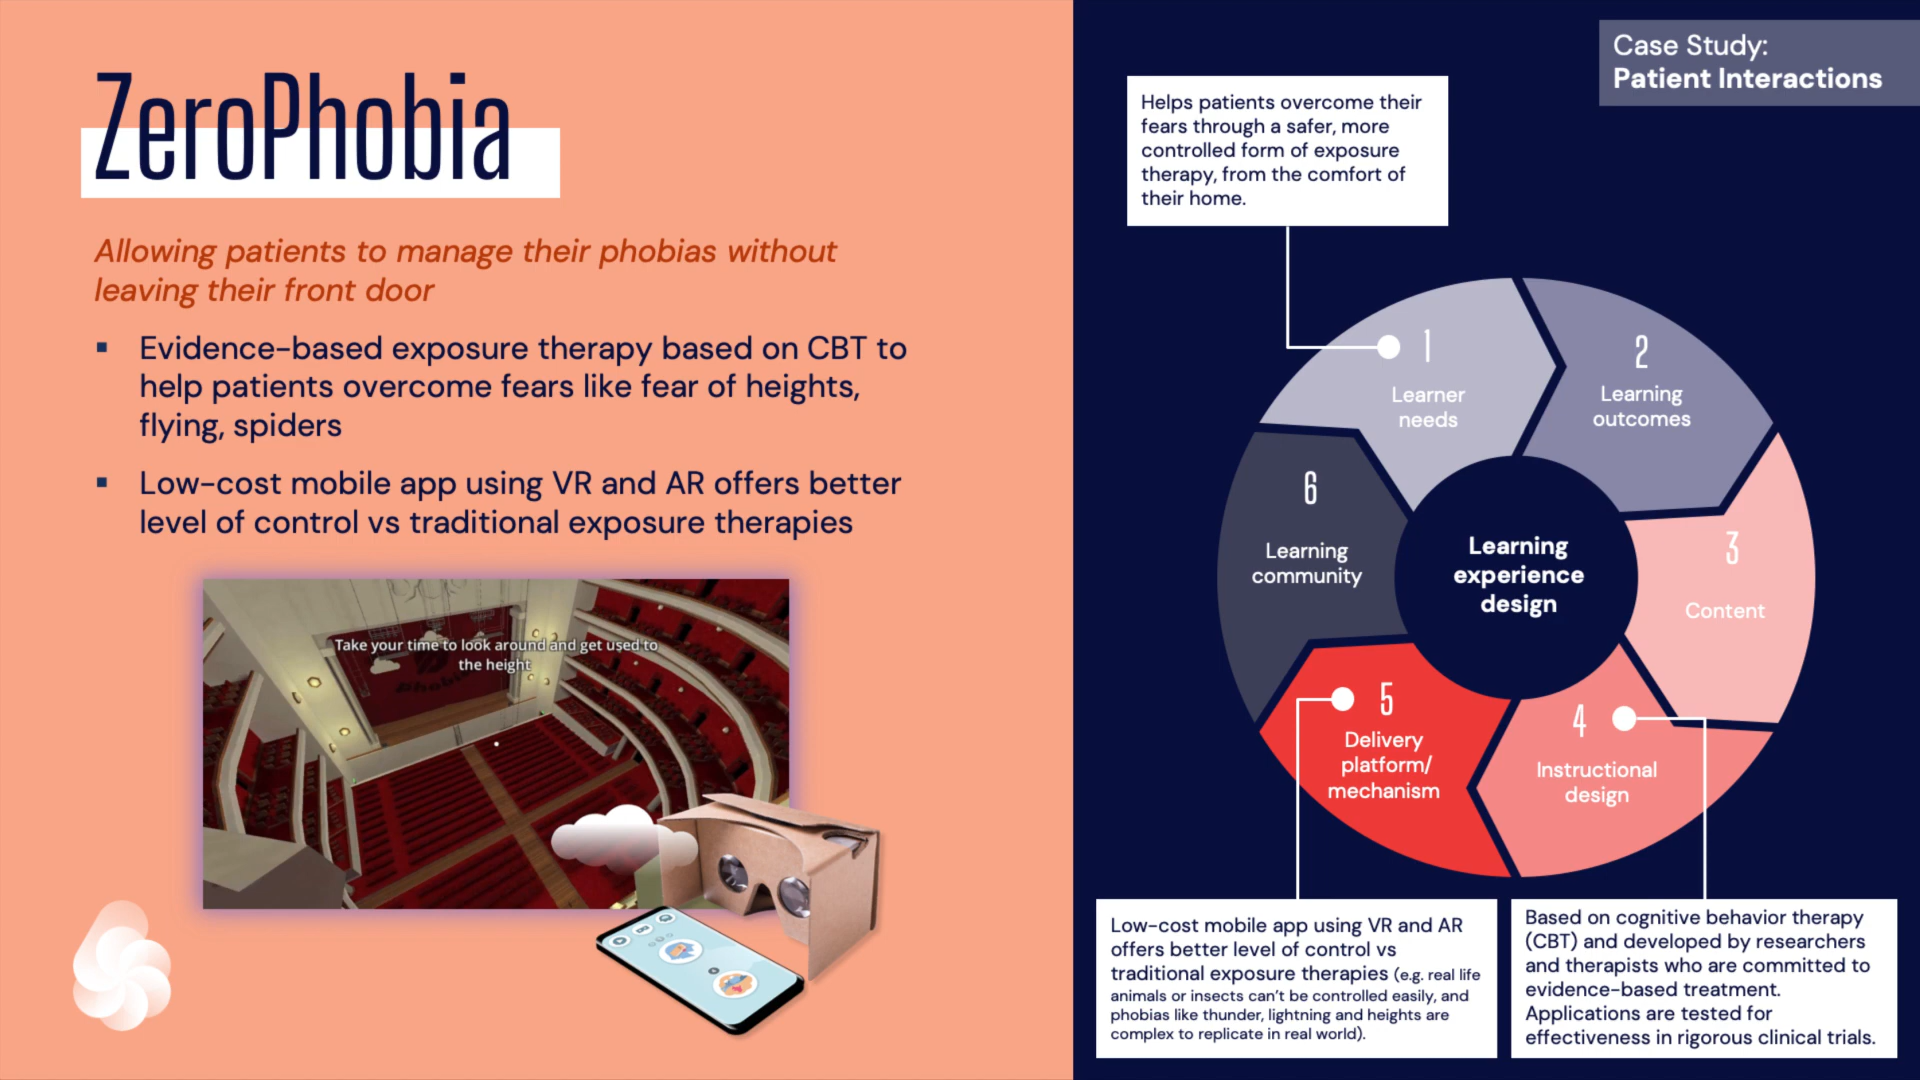 ZeroPhobia
Allowing patients to manage their phobias without
leaving their front door
▪ Evidence-based exposure therapy based on CBT to
help patients overcome fears like fear of heights,
flying, spiders
▪ Low-cost mobile app using VR and AR offers better
level of control vs traditional exposure therapies
Take your time to look around and get used to
the height
Case Study:
Patient Interactions
Helps patients overcome their
fears through a safer, more
controlled form of exposure
therapy, from the comfort of
their home.
1
Learner
needs
2
Learning
outcomes
3
Content
4
Instructional
design
5
Delivery
platform/
mechanism
6
Learning
community
Learning
experience
design
Low-cost mobile app using VR and AR
offers better level of control vs
traditional exposure therapies (e.g. real life
animals or insects can't be controlled easily, and
phobias like thunder, lightning and heights are
complex to replicate in real world).
Based on cognitive behavior therapy
(CBT) and developed by researchers
and therapists who are committed to
evidence-based treatment.
Applications are tested for
effectiveness in rigorous clinical trials.